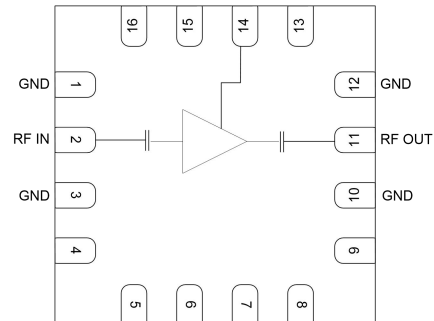 16 15 14 13
GND 1 12 GND
RF IN 2 11 RF OUT
GND 3 10 GND
4 9
5 6 7 8